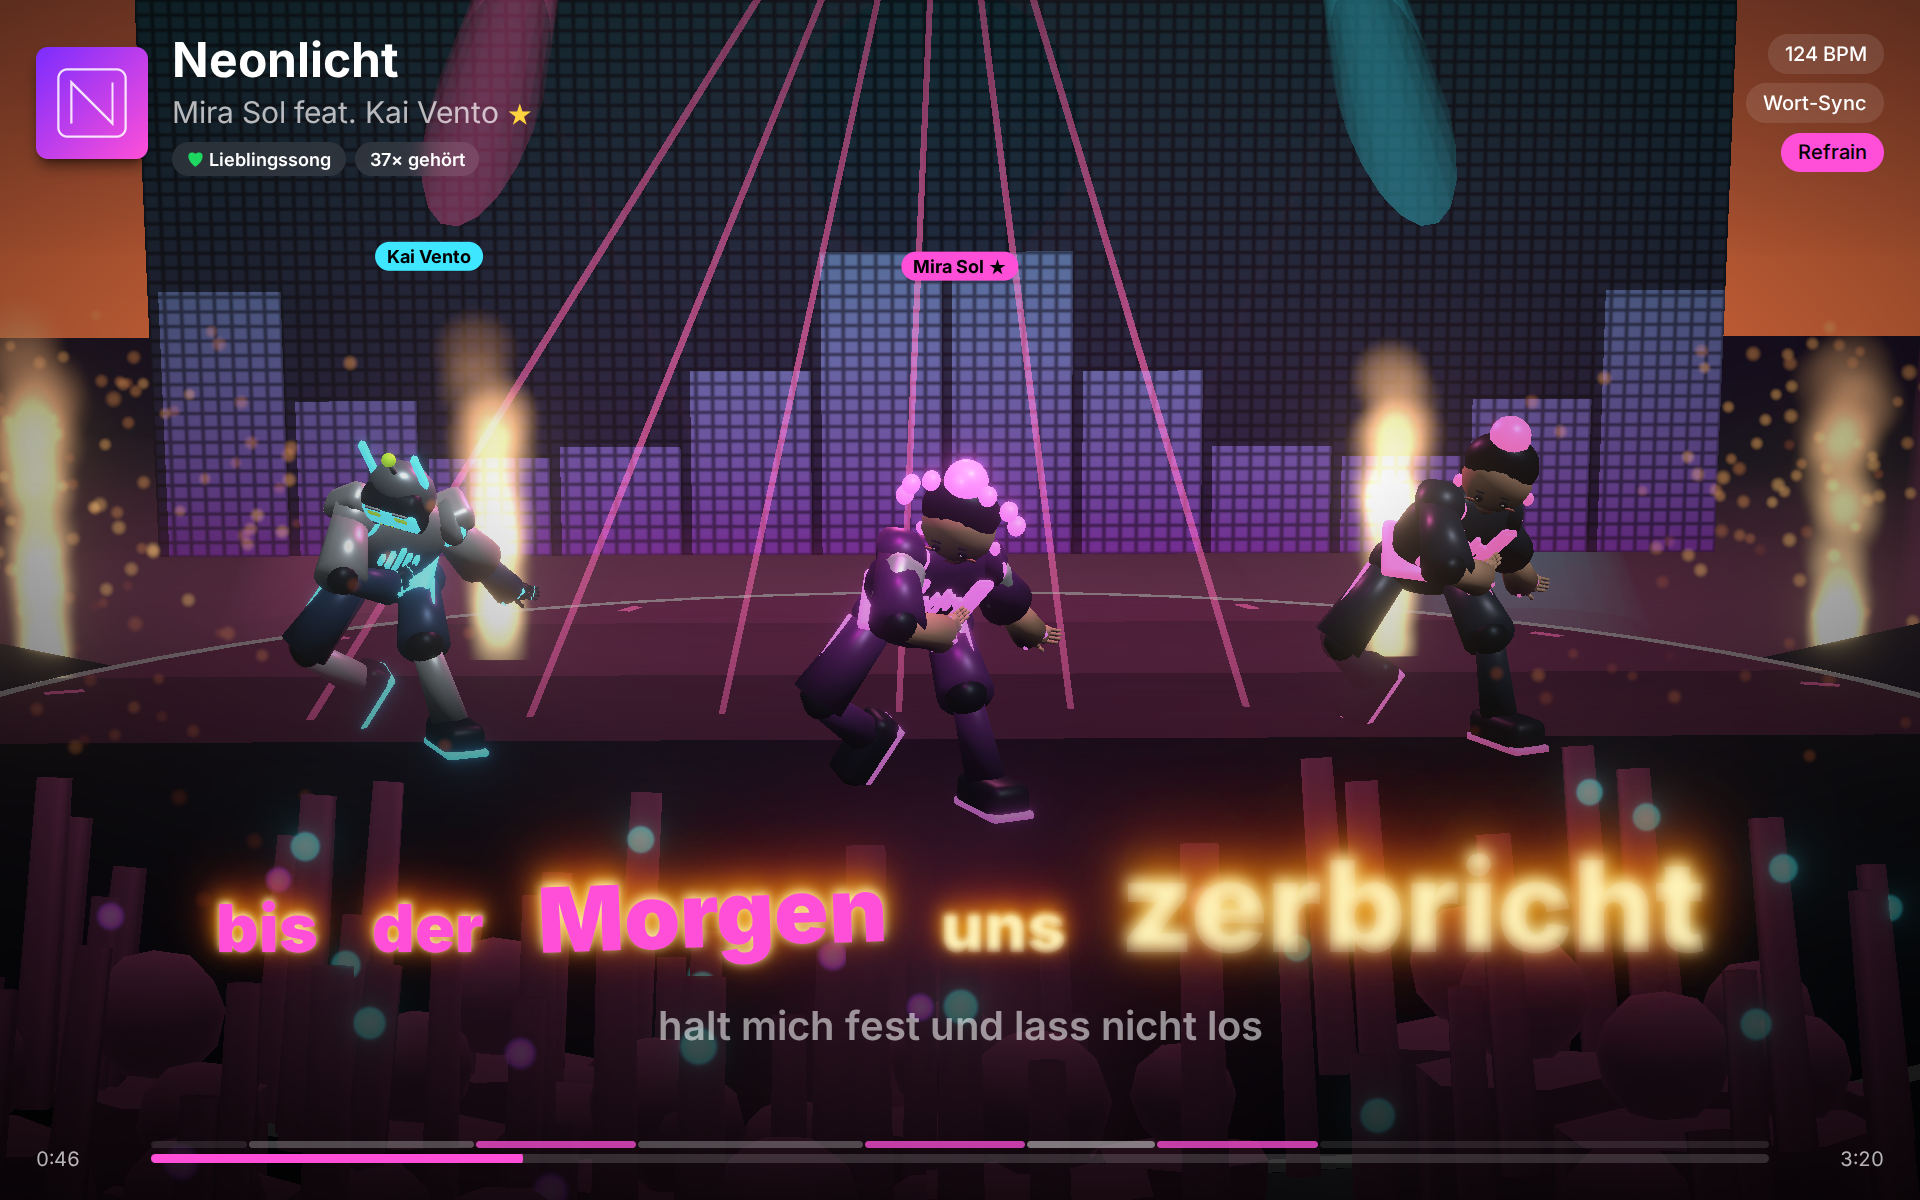 N
Neonlicht
Mira Sol feat. Kai Vento ★
Lieblingssong
37× gehört
124 BPM
Wort-Sync
Refrain
Kai Vento
Mira Sol ★
bis der Morgen uns zerbricht
halt mich fest und lass nicht los
0:46
3:20